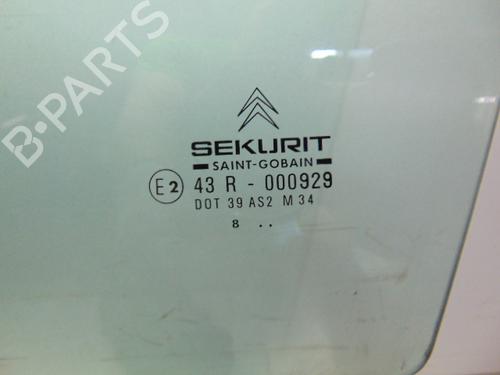 B-PARTS
SEKURIT
SAINT-GOBAIN
E2 43 R - 000929
DOT 39 AS2 M 34
8 ..